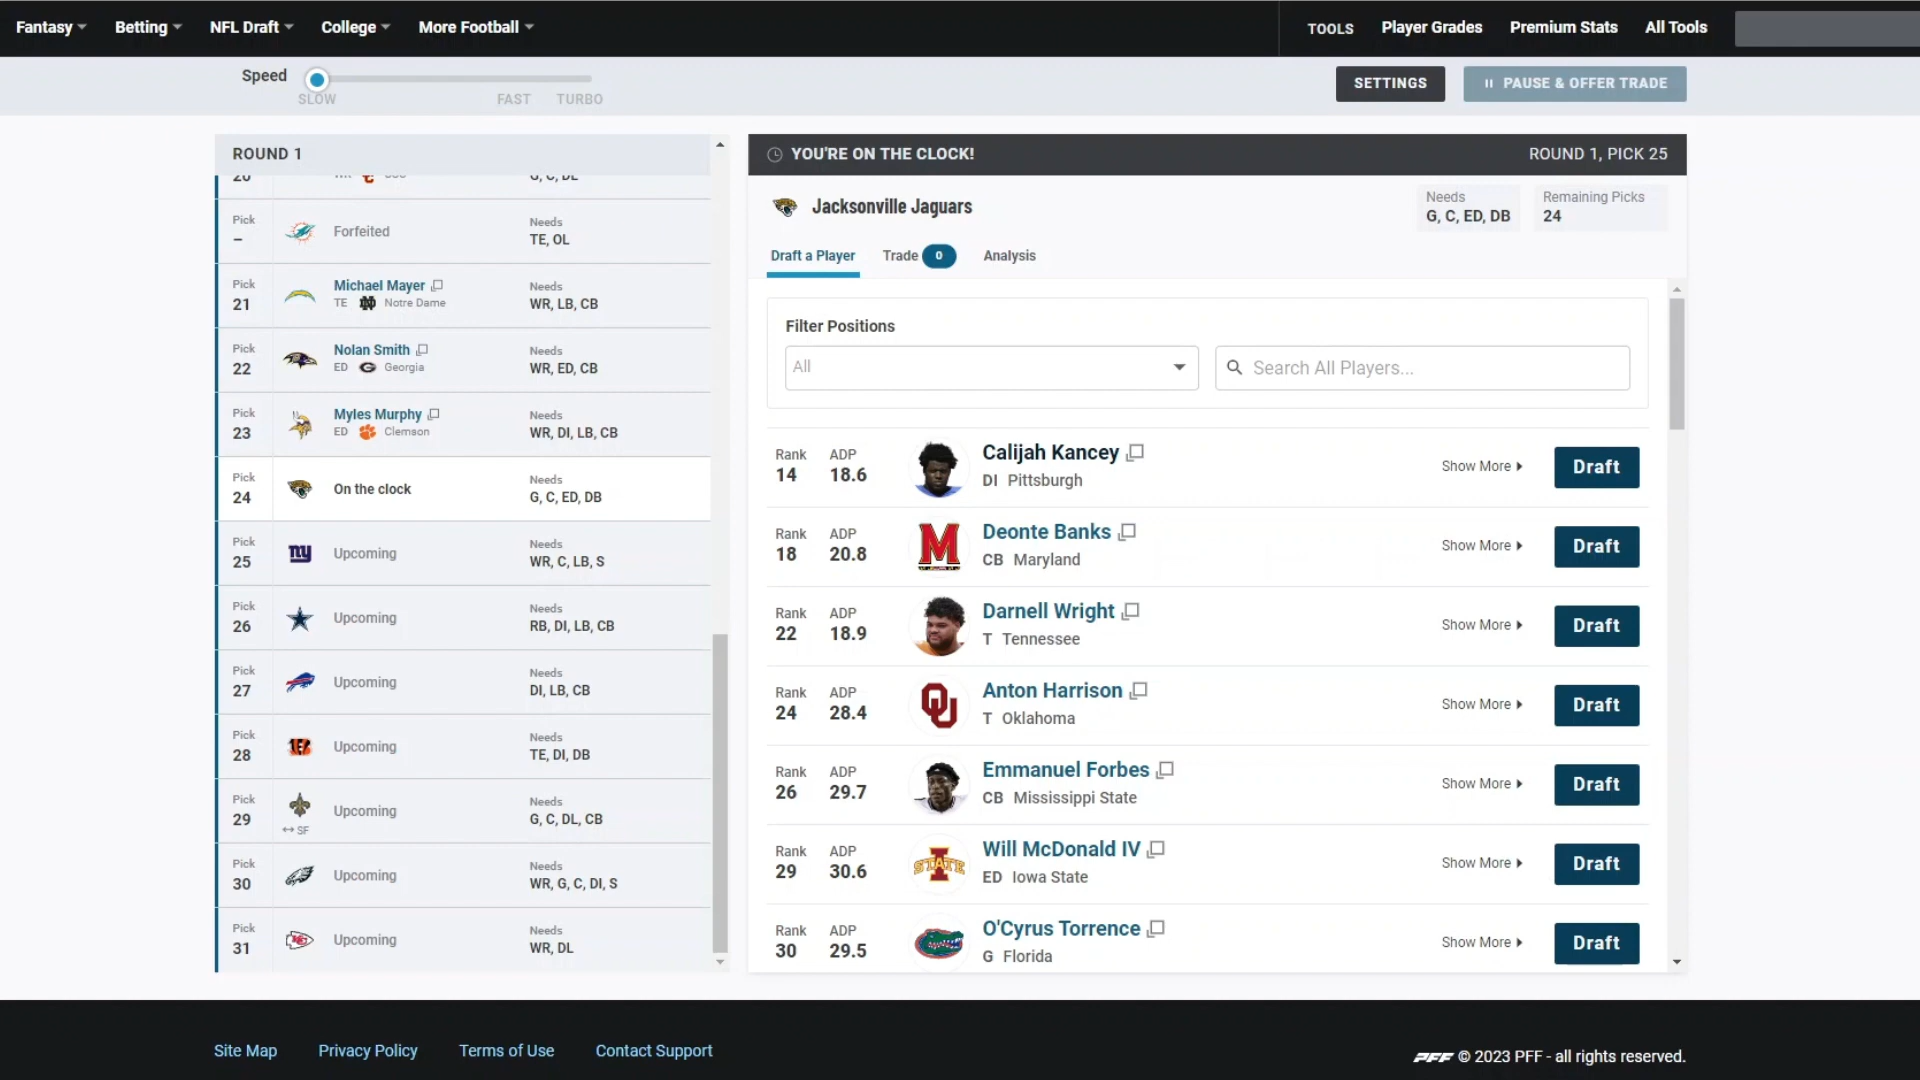 Fantasy Betting NFL Draft College More Football TOOLS Player Grades Premium Stats All Tools
Speed
SLOW FAST TURBO
SETTINGS PAUSE & OFFER TRADE
ROUND 1
20 G, C, DL
Pick – Forfeited Needs TE, OL
Pick 21 Michael Mayer TE Notre Dame Needs WR, LB, CB
Pick 22 Nolan Smith ED Georgia Needs WR, ED, CB
Pick 23 Myles Murphy ED Clemson Needs WR, DI, LB, CB
Pick 24 On the clock Needs G, C, ED, DB
Pick 25 ny Upcoming Needs WR, C, LB, S
Pick 26 Upcoming Needs RB, DI, LB, CB
Pick 27 Upcoming Needs DI, LB, CB
Pick 28 Upcoming Needs TE, DI, DB
Pick 29 SF Upcoming Needs G, C, DL, CB
Pick 30 Upcoming Needs WR, G, C, DI, S
Pick 31 KC Upcoming Needs WR, DL
YOU'RE ON THE CLOCK! ROUND 1, PICK 25
Jacksonville Jaguars
Needs G, C, ED, DB
Remaining Picks 24
Draft a Player Trade 0 Analysis
Filter Positions
All Search All Players...
Rank 14 ADP 18.6 Calijah Kancey DI Pittsburgh Show More Draft
Rank 18 ADP 20.8 M Deonte Banks CB Maryland Show More Draft
Rank 22 ADP 18.9 Darnell Wright T Tennessee Show More Draft
Rank 24 ADP 28.4 OU Anton Harrison T Oklahoma Show More Draft
Rank 26 ADP 29.7 Emmanuel Forbes CB Mississippi State Show More Draft
Rank 29 ADP 30.6 I STATE Will McDonald IV ED Iowa State Show More Draft
Rank 30 ADP 29.5 O'Cyrus Torrence G Florida Show More Draft
Site Map Privacy Policy Terms of Use Contact Support
PFF © 2023 PFF - all rights reserved.